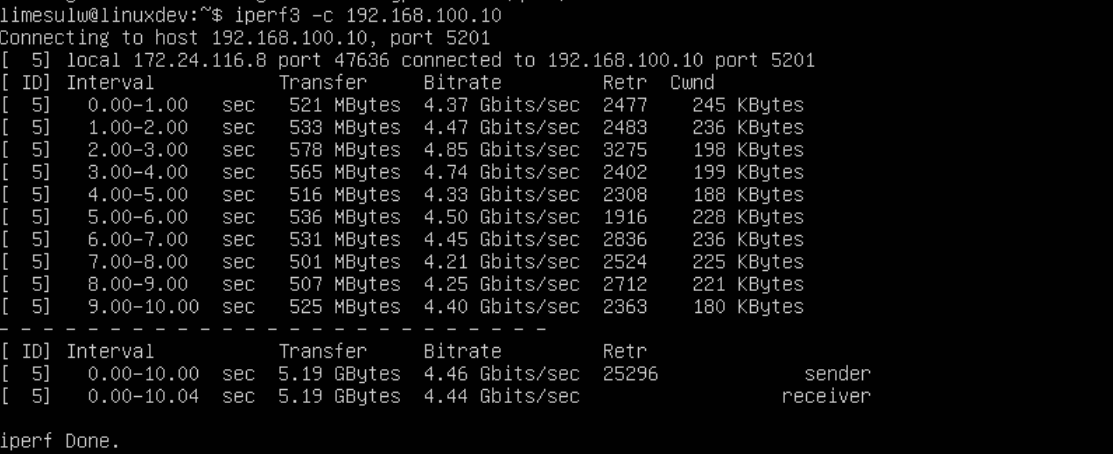 limesulw@linuxdev:~$ iperf3 -c 192.168.100.10
Connecting to host 192.168.100.10, port 5201
[  5] local 172.24.116.8 port 47636 connected to 192.168.100.10 port 5201
[ ID] Interval           Transfer     Bitrate         Retr  Cwnd
[  5]   0.00-1.00   sec   521 MBytes  4.37 Gbits/sec  2477    245 KBytes
[  5]   1.00-2.00   sec   533 MBytes  4.47 Gbits/sec  2483    236 KBytes
[  5]   2.00-3.00   sec   578 MBytes  4.85 Gbits/sec  3275    198 KBytes
[  5]   3.00-4.00   sec   565 MBytes  4.74 Gbits/sec  2402    199 KBytes
[  5]   4.00-5.00   sec   516 MBytes  4.33 Gbits/sec  2308    188 KBytes
[  5]   5.00-6.00   sec   536 MBytes  4.50 Gbits/sec  1916    228 KBytes
[  5]   6.00-7.00   sec   531 MBytes  4.45 Gbits/sec  2836    236 KBytes
[  5]   7.00-8.00   sec   501 MBytes  4.21 Gbits/sec  2524    225 KBytes
[  5]   8.00-9.00   sec   507 MBytes  4.25 Gbits/sec  2712    221 KBytes
[  5]   9.00-10.00  sec   525 MBytes  4.40 Gbits/sec  2363    180 KBytes
- - - - - - - - - - - - - - - - - - - - - - - - -
[ ID] Interval           Transfer     Bitrate         Retr
[  5]   0.00-10.00  sec  5.19 GBytes  4.46 Gbits/sec  25296             sender
[  5]   0.00-10.04  sec  5.19 GBytes  4.44 Gbits/sec                  receiver
iperf Done.